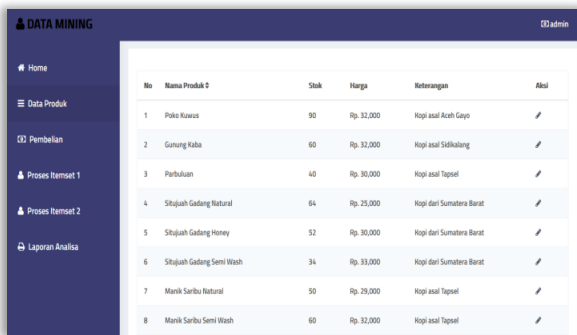 DATA MINING
admin
Home
Data Produk
Pembelian
Proses Itemset 1
Proses Itemset 2
Laporan Analisa
No Nama Produk Stok Harga Keterangan Aksi
1 Poko Kuwus 90 Rp. 32,000 Kopi asal Aceh Gayo
2 Gunung Kaba 60 Rp. 32,000 Kopi asal Sidikalang
3 Parbuluan 40 Rp. 30,000 Kopi asal Tapsel
4 Situjuah Gadang Natural 64 Rp. 25,000 Kopi dari Sumatera Barat
5 Situjuah Gadang Honey 52 Rp. 30,000 Kopi dari Sumatera Barat
6 Situjuah Gadang Semi Wash 34 Rp. 33,000 Kopi dari Sumatera Barat
7 Manik Saribu Natural 50 Rp. 29,000 Kopi asal Tapsel
8 Manik Saribu Semi Wash 60 Rp. 32,000 Kopi asal Tapsel